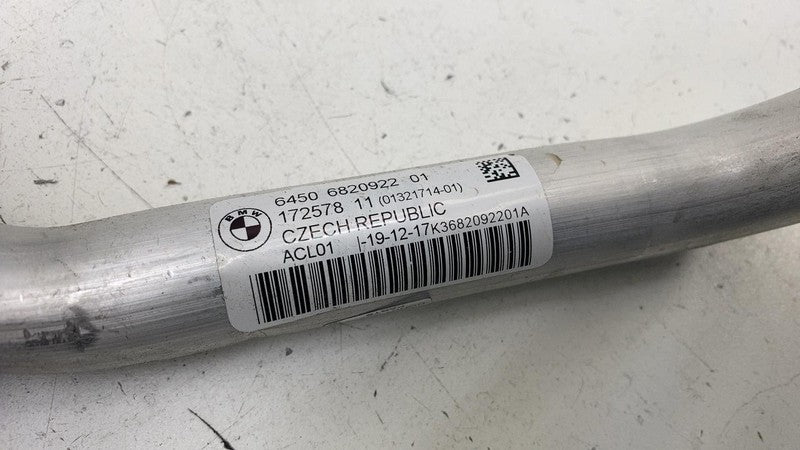 BMW
6450 6820922 01
172578 11 (01321714-01)
CZECH REPUBLIC
ACL01 |-19-12-17K3682092201A